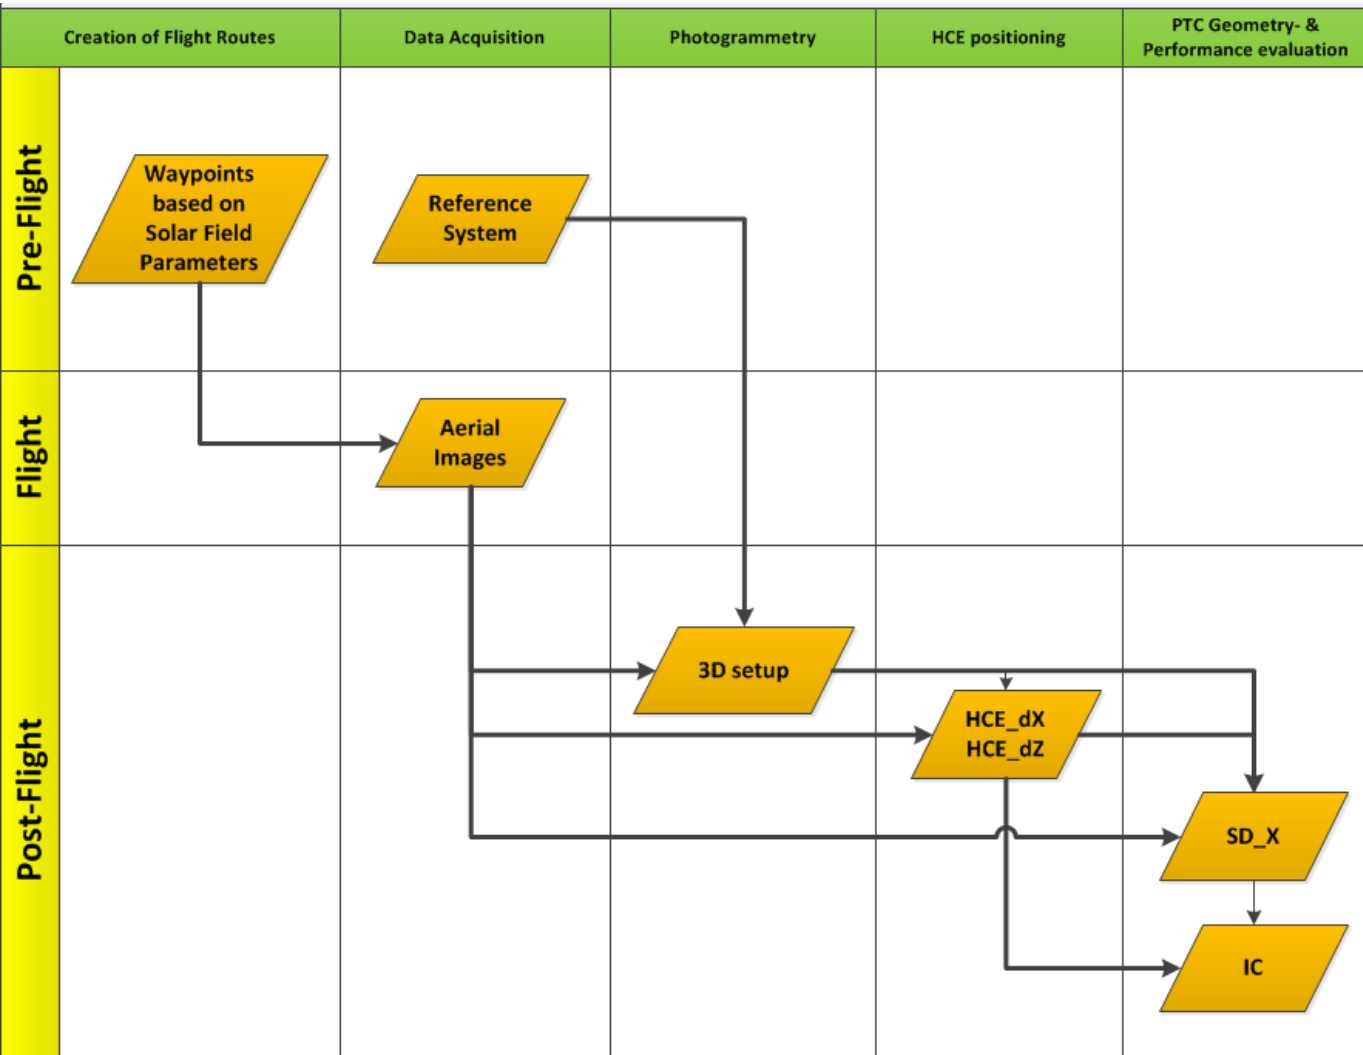 Creation of Flight Routes
Data Acquisition
Photogrammetry
HCE positioning
PTC Geometry- &
Performance evaluation
Pre-Flight
Waypoints
based on
Solar Field
Parameters
Reference
System
Flight
Aerial
Images
Post-Flight
3D setup
HCE_dX
HCE_dZ
SD_X
IC